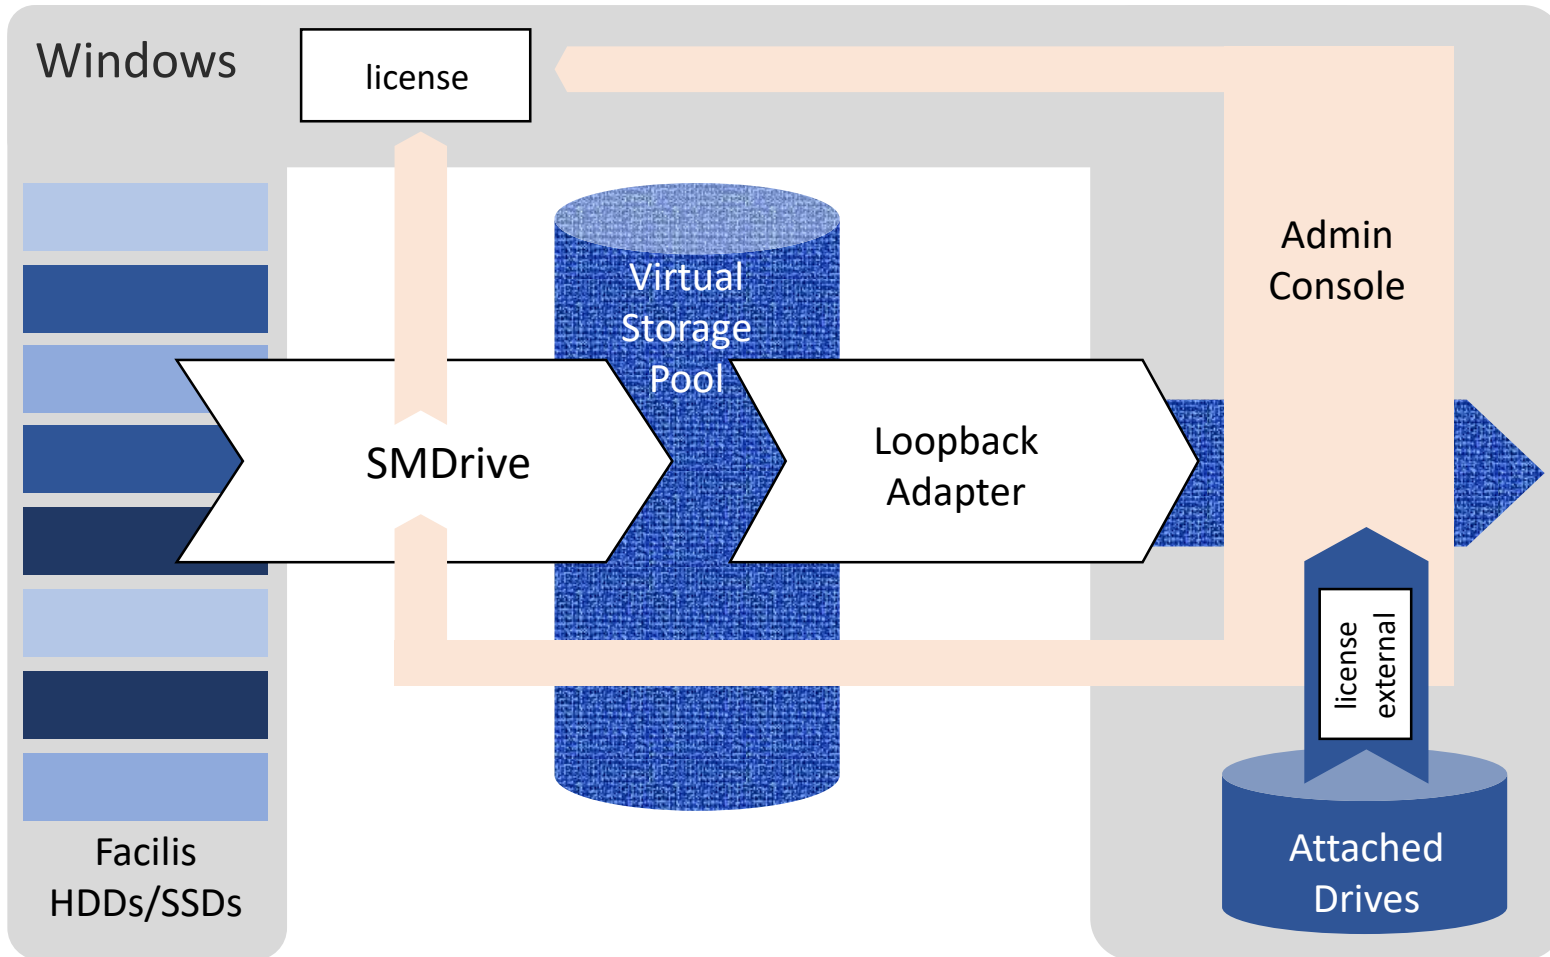 Windows
license
Virtual
Storage
Pool
Admin
Console
SMDrive
Loopback
Adapter
license
external
Facilis
HDDs/SSDs
Attached
Drives